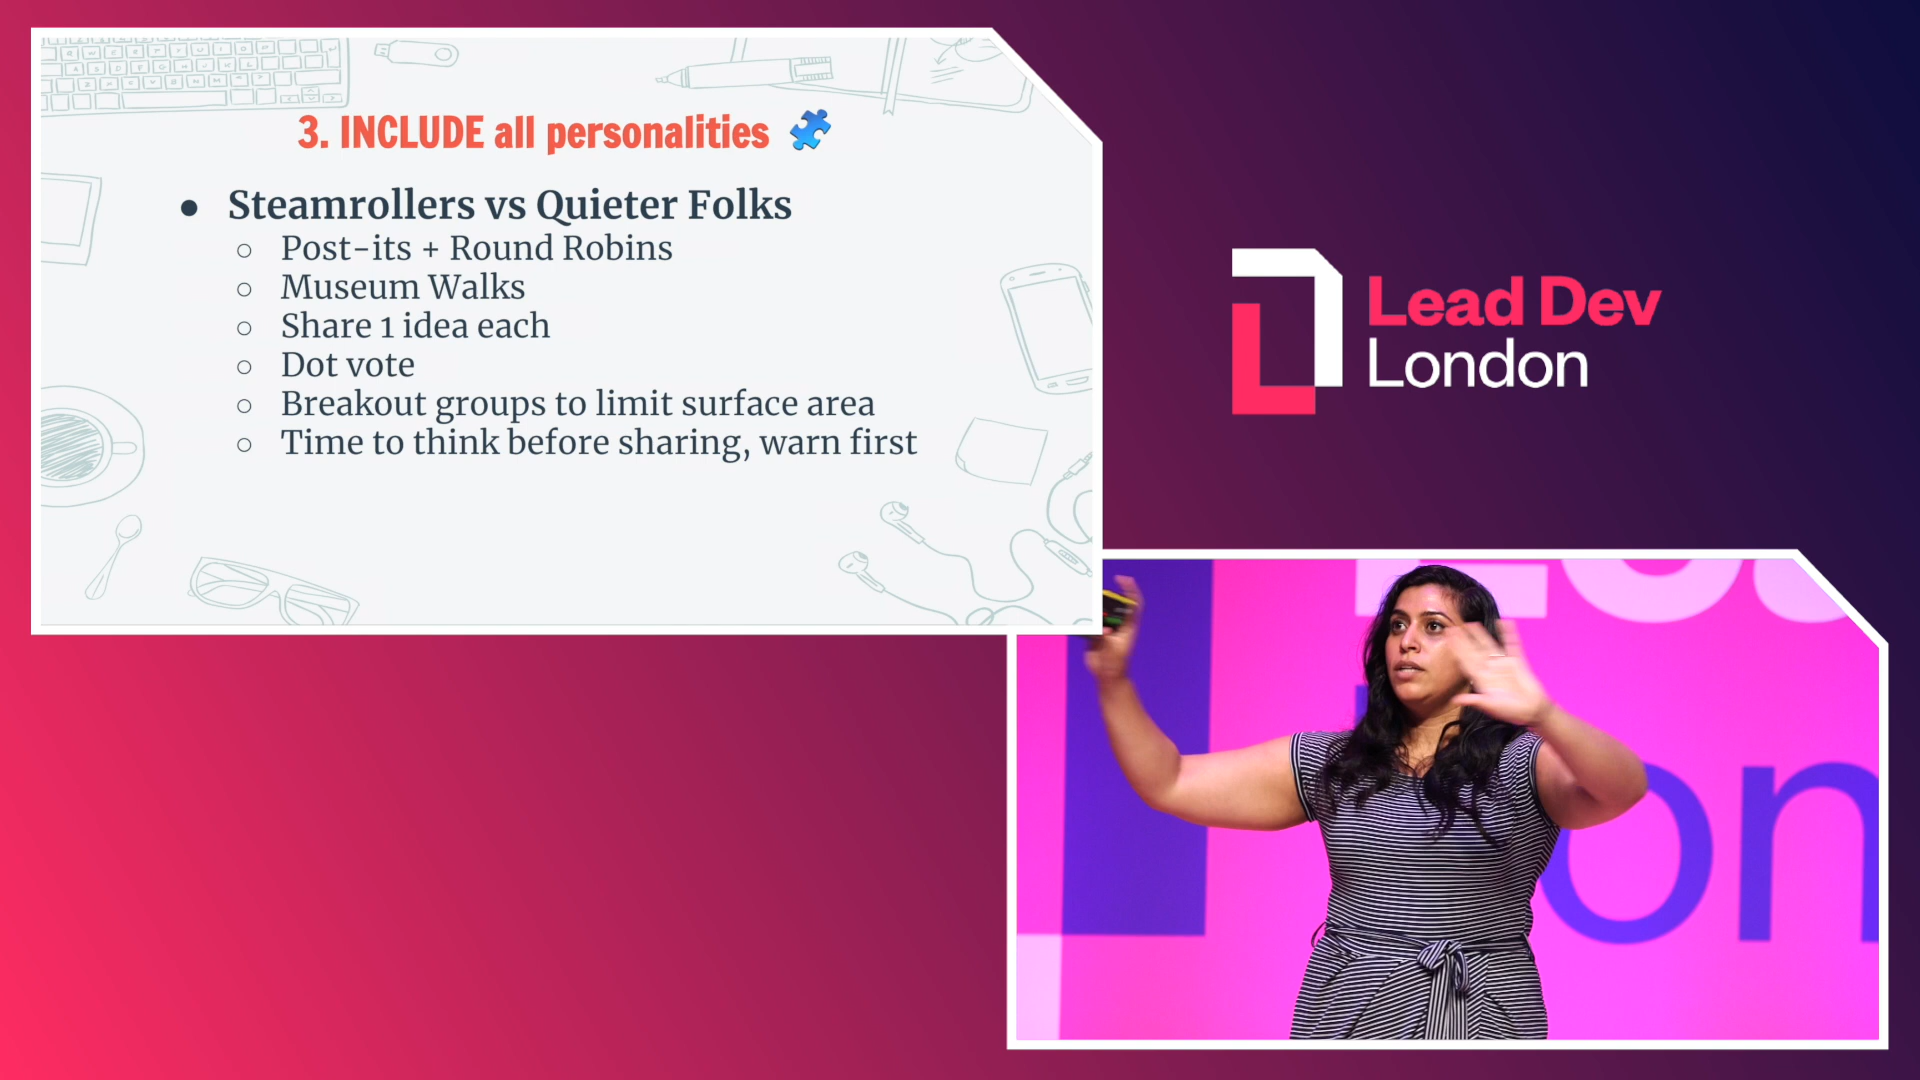 3. INCLUDE all personalities
● Steamrollers vs Quieter Folks
○ Post-its + Round Robins
○ Museum Walks
○ Share 1 idea each
○ Dot vote
○ Breakout groups to limit surface area
○ Time to think before sharing, warn first
Lead Dev
London
on